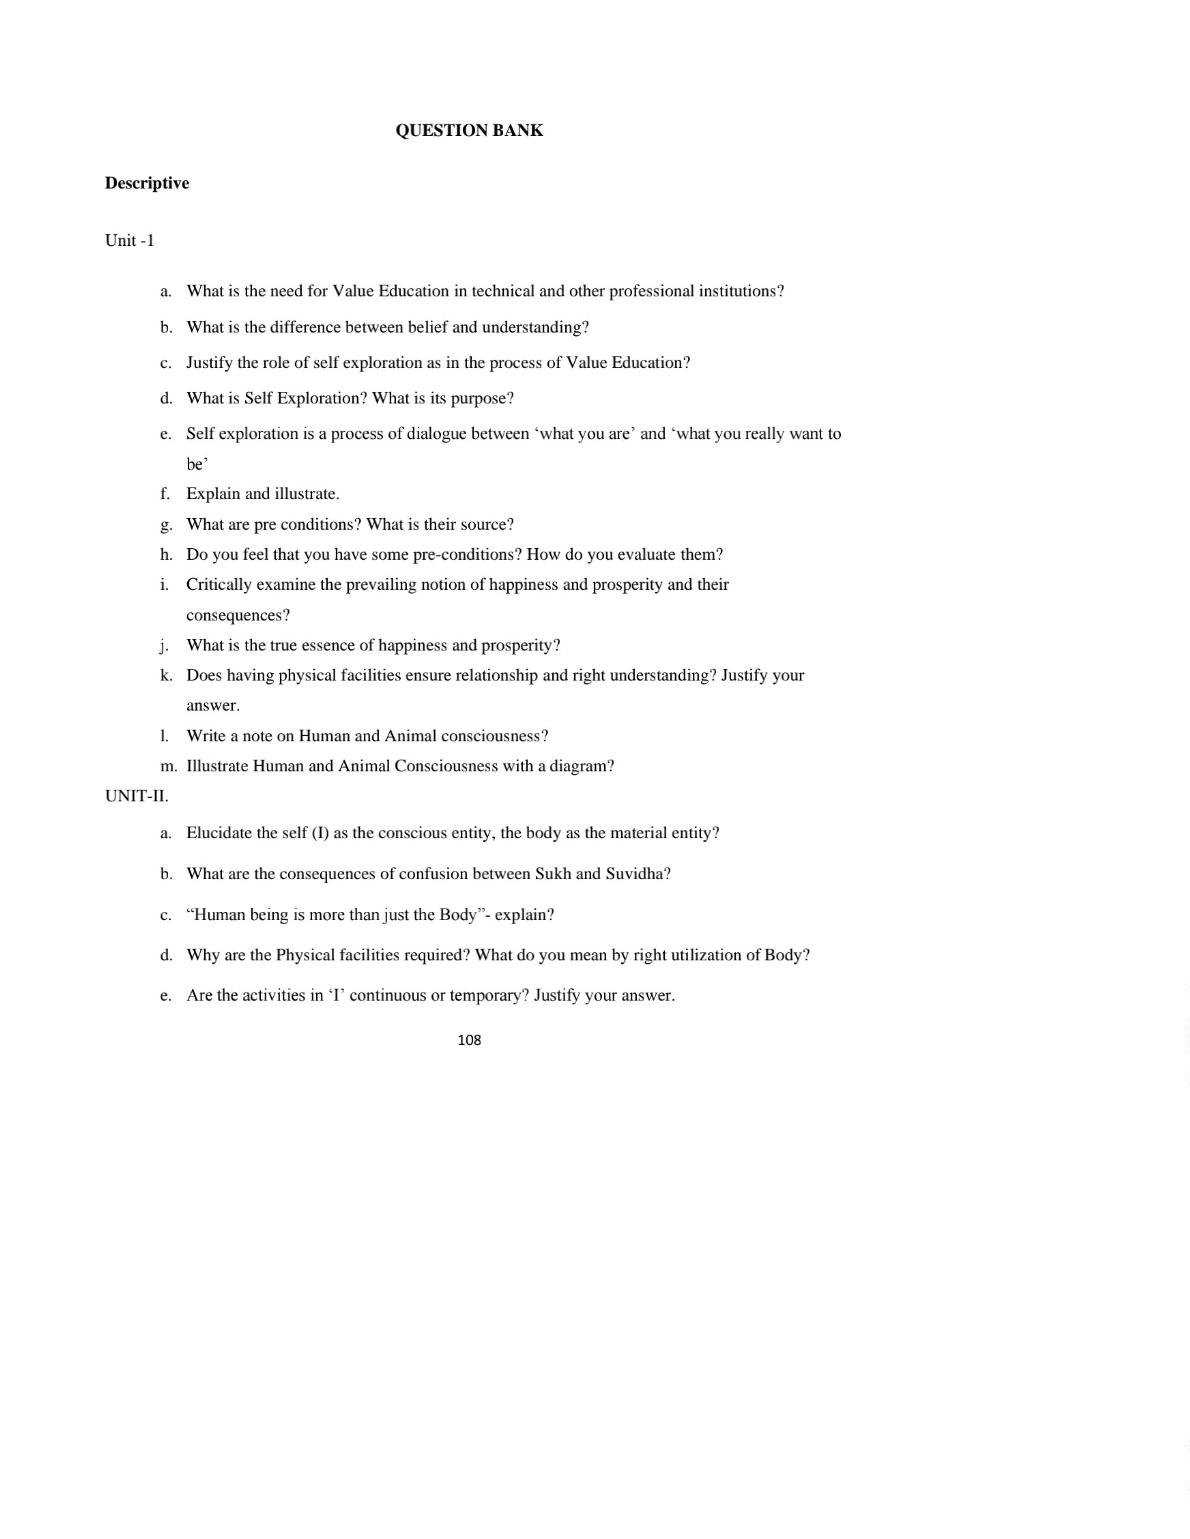 QUESTION BANK
Descriptive
Unit -1
a. What is the need for Value Education in technical and other professional institutions?
b. What is the difference between belief and understanding?
c. Justify the role of self exploration as in the process of Value Education?
d. What is Self Exploration? What is its purpose?
e. Self exploration is a process of dialogue between ‘what you are’ and ‘what you really want to
be’
f. Explain and illustrate.
g. What are pre conditions? What is their source?
h. Do you feel that you have some pre-conditions? How do you evaluate them?
i. Critically examine the prevailing notion of happiness and prosperity and their
consequences?
j. What is the true essence of happiness and prosperity?
k. Does having physical facilities ensure relationship and right understanding? Justify your
answer.
l. Write a note on Human and Animal consciousness?
m. Illustrate Human and Animal Consciousness with a diagram?
UNIT-II.
a. Elucidate the self (I) as the conscious entity, the body as the material entity?
b. What are the consequences of confusion between Sukh and Suvidha?
c. “Human being is more than just the Body”- explain?
d. Why are the Physical facilities required? What do you mean by right utilization of Body?
e. Are the activities in ‘I’ continuous or temporary? Justify your answer.
108